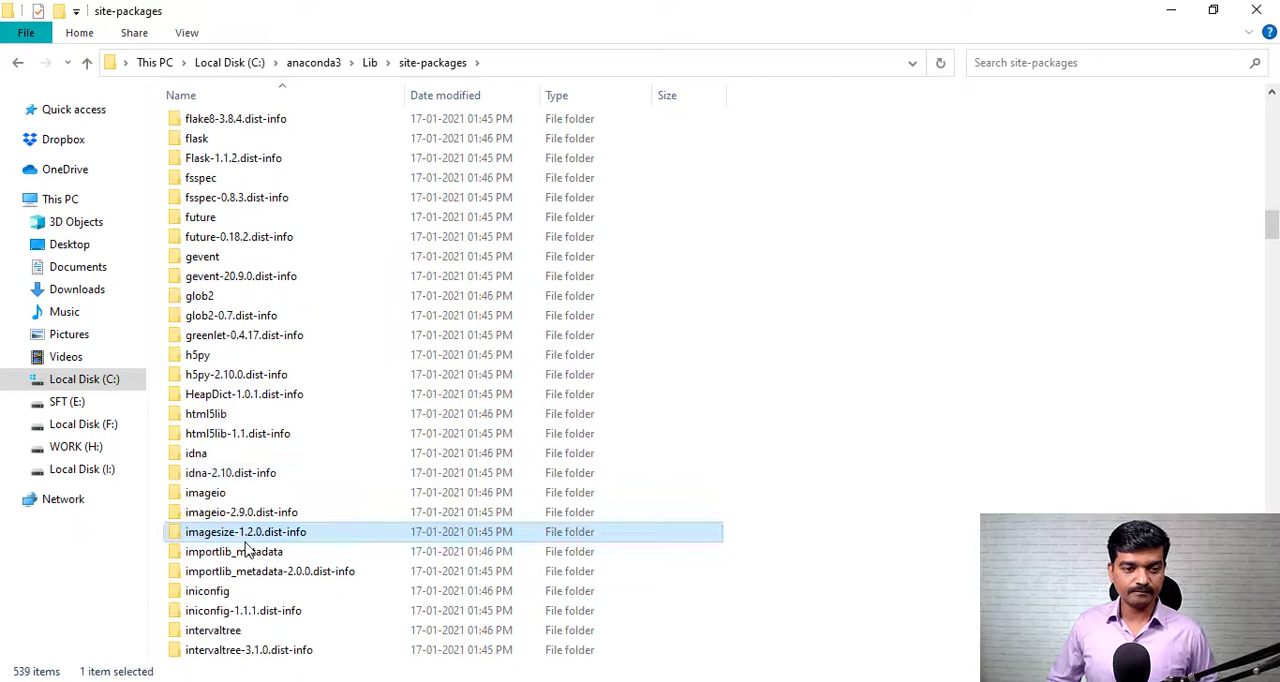 site-packages
File Home Share View
This PC Local Disk (C:) anaconda3 Lib site-packages
Search site-packages
Name Date modified Type Size
Quick access
Dropbox
OneDrive
This PC
3D Objects
Desktop
Documents
Downloads
Music
Pictures
Videos
Local Disk (C:)
SFT (E:)
Local Disk (F:)
WORK (H:)
Local Disk (I:)
Network
flake8-3.8.4.dist-info 17-01-2021 01:45 PM File folder
flask 17-01-2021 01:46 PM File folder
Flask-1.1.2.dist-info 17-01-2021 01:45 PM File folder
fsspec 17-01-2021 01:46 PM File folder
fsspec-0.8.3.dist-info 17-01-2021 01:45 PM File folder
future 17-01-2021 01:45 PM File folder
future-0.18.2.dist-info 17-01-2021 01:45 PM File folder
gevent 17-01-2021 01:45 PM File folder
gevent-20.9.0.dist-info 17-01-2021 01:45 PM File folder
glob2 17-01-2021 01:46 PM File folder
glob2-0.7.dist-info 17-01-2021 01:45 PM File folder
greenlet-0.4.17.dist-info 17-01-2021 01:45 PM File folder
h5py 17-01-2021 01:46 PM File folder
h5py-2.10.0.dist-info 17-01-2021 01:45 PM File folder
HeapDict-1.0.1.dist-info 17-01-2021 01:45 PM File folder
html5lib 17-01-2021 01:46 PM File folder
html5lib-1.1.dist-info 17-01-2021 01:45 PM File folder
idna 17-01-2021 01:46 PM File folder
idna-2.10.dist-info 17-01-2021 01:45 PM File folder
imageio 17-01-2021 01:46 PM File folder
imageio-2.9.0.dist-info 17-01-2021 01:45 PM File folder
imagesize-1.2.0.dist-info 17-01-2021 01:45 PM File folder
importlib_metadata 17-01-2021 01:46 PM File folder
importlib_metadata-2.0.0.dist-info 17-01-2021 01:45 PM File folder
iniconfig 17-01-2021 01:46 PM File folder
iniconfig-1.1.1.dist-info 17-01-2021 01:45 PM File folder
intervaltree 17-01-2021 01:46 PM File folder
intervaltree-3.1.0.dist-info 17-01-2021 01:45 PM File folder
539 items 1 item selected